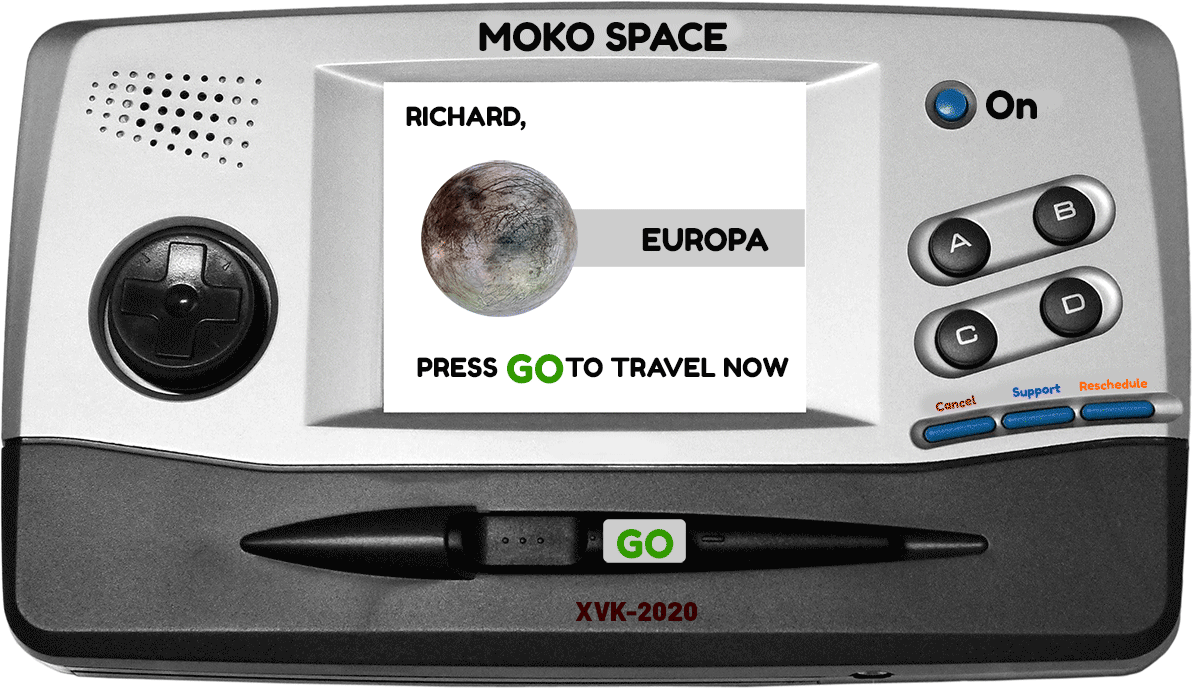 MOKO SPACE
On
RICHARD,
EUROPA
PRESS GO TO TRAVEL NOW
A
B
C
D
Cancel
Support
Reschedule
GO
XVK-2020